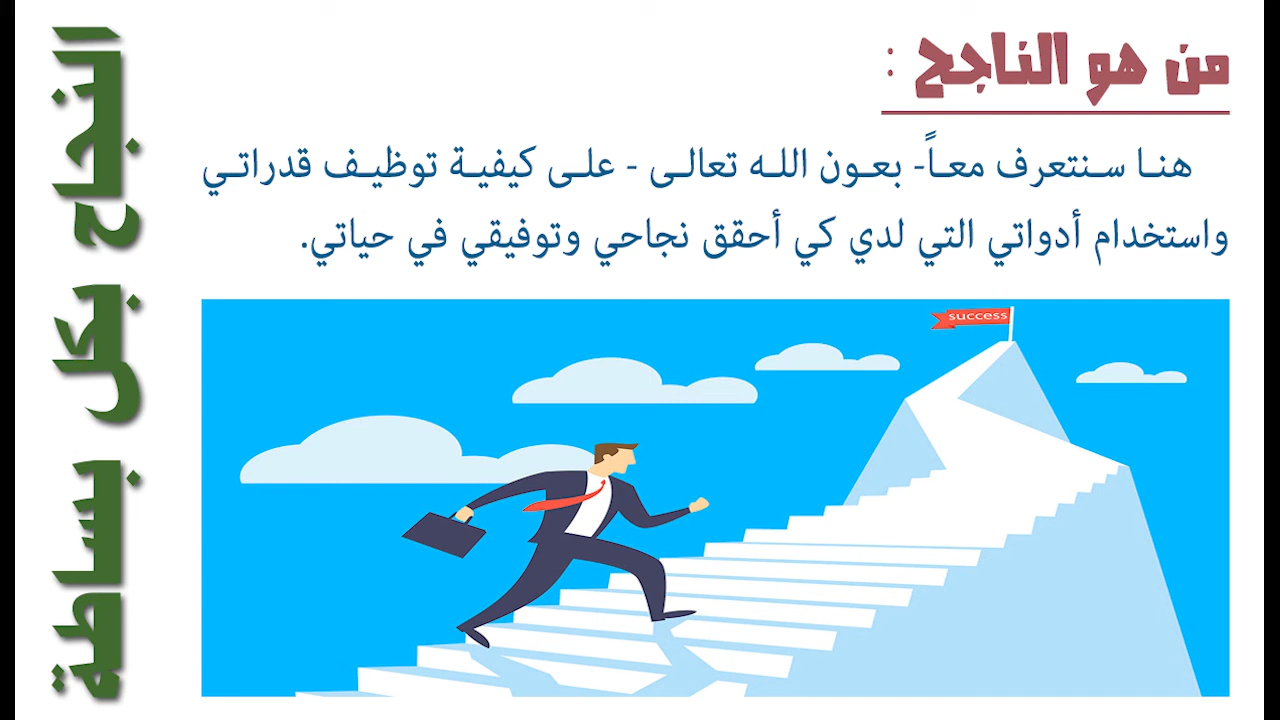 من هو الناجح :
هنا سنتعرف معاً- بعون الله تعالى - على كيفية توظيف قدراتي
واستخدام أدواتي التي لدي كي أحقق نجاحي وتوفيقي في حياتي.
success
النجاح بكل بساطة